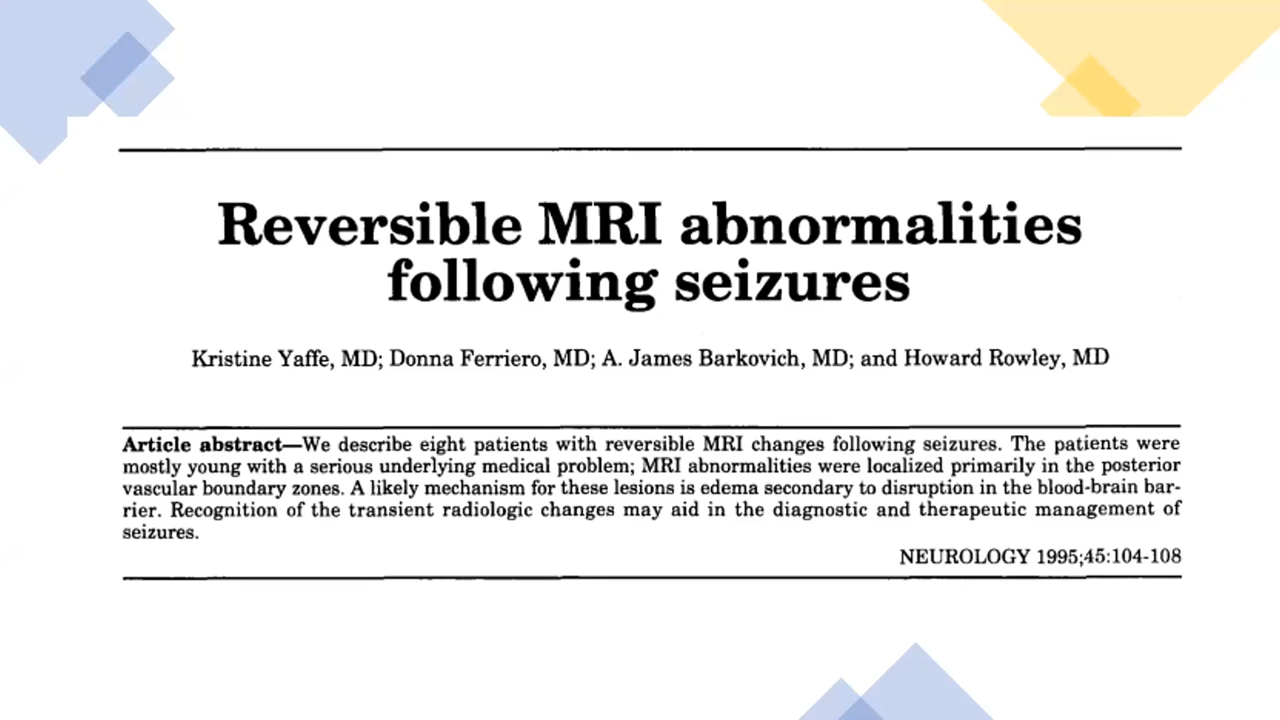 Reversible MRI abnormalities
following seizures
Kristine Yaffe, MD; Donna Ferriero, MD; A. James Barkovich, MD; and Howard Rowley, MD
Article abstract—We describe eight patients with reversible MRI changes following seizures. The patients were
mostly young with a serious underlying medical problem; MRI abnormalities were localized primarily in the posterior
vascular boundary zones. A likely mechanism for these lesions is edema secondary to disruption in the blood-brain bar-
rier. Recognition of the transient radiologic changes may aid in the diagnostic and therapeutic management of
seizures.
NEUROLOGY 1995;45:104-108